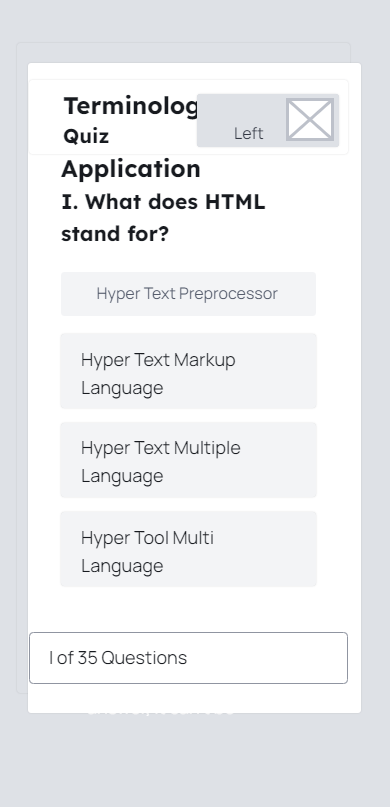 Terminolog
Quiz
Left
Application
I. What does HTML
stand for?
Hyper Text Preprocessor
Hyper Text Markup
Language
Hyper Text Multiple
Language
Hyper Tool Multi
Language
I of 35 Questions